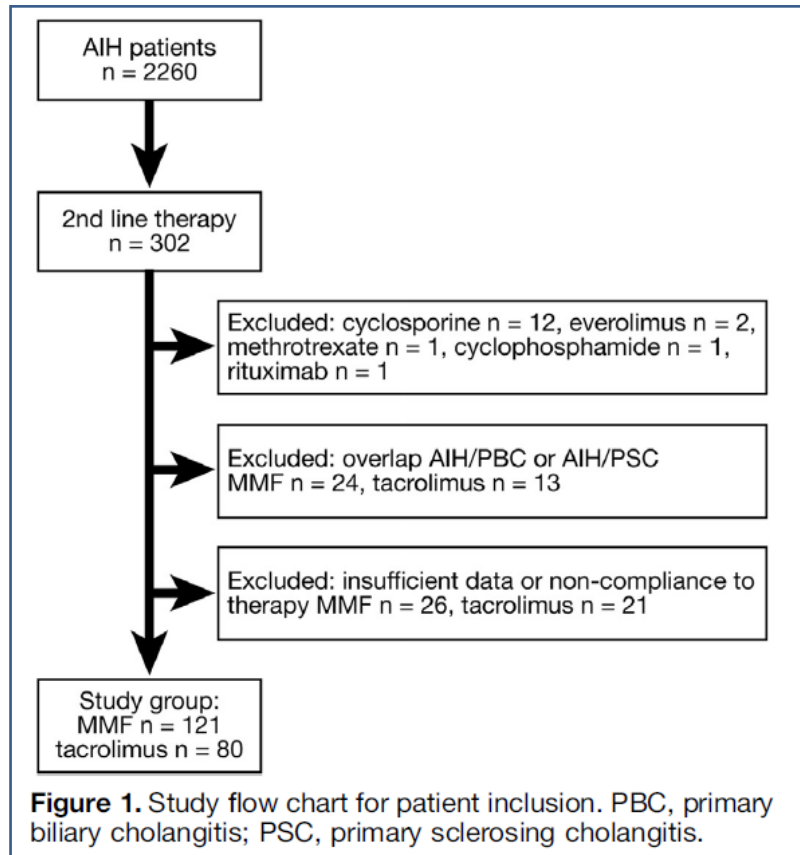 AIH patients
n = 2260
2nd line therapy
n = 302
Excluded: cyclosporine n = 12, everolimus n = 2,
methrotrexate n = 1, cyclophosphamide n = 1,
rituximab n = 1
Excluded: overlap AIH/PBC or AIH/PSC
MMF n = 24, tacrolimus n = 13
Excluded: insufficient data or non-compliance to
therapy MMF n = 26, tacrolimus n = 21
Study group:
MMF n = 121
tacrolimus n = 80
Figure 1. Study flow chart for patient inclusion. PBC, primary
biliary cholangitis; PSC, primary sclerosing cholangitis.